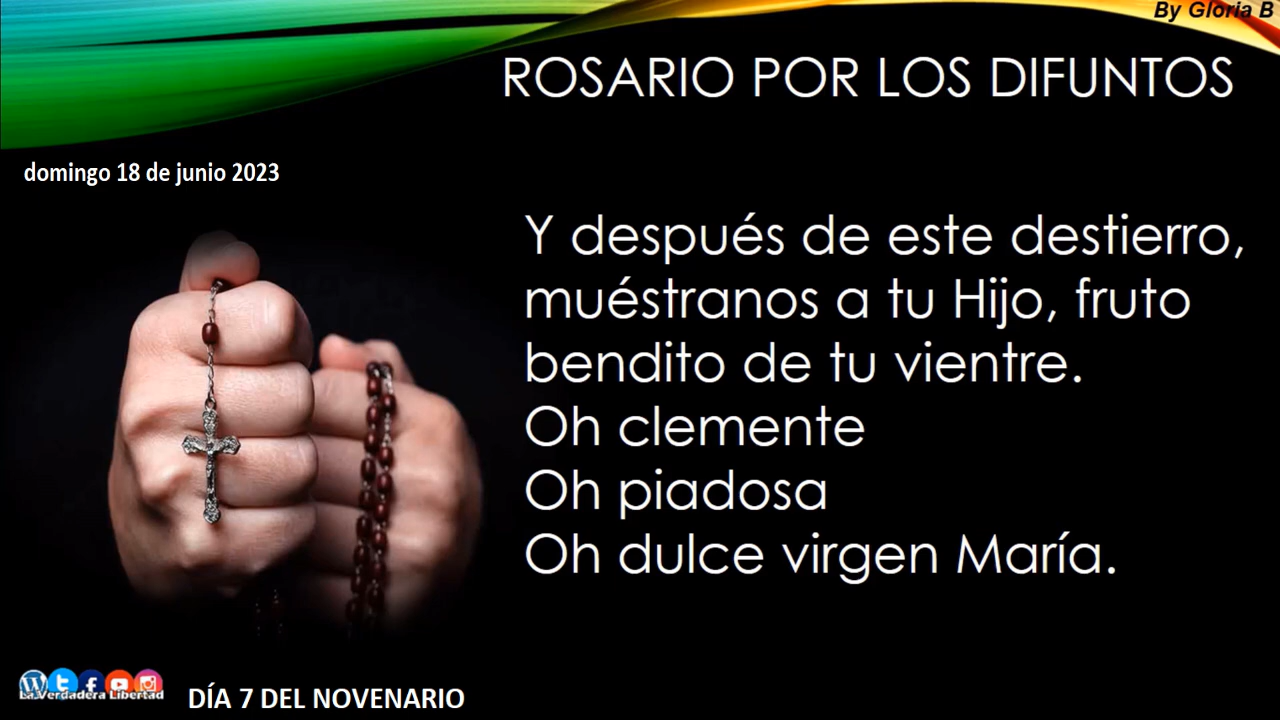 By Gloria B
ROSARIO POR LOS DIFUNTOS
domingo 18 de junio 2023
Y después de este destierro,
muéstranos a tu Hijo, fruto
bendito de tu vientre.
Oh clemente
Oh piadosa
Oh dulce virgen María.
La Verdadera Libertad
DÍA 7 DEL NOVENARIO